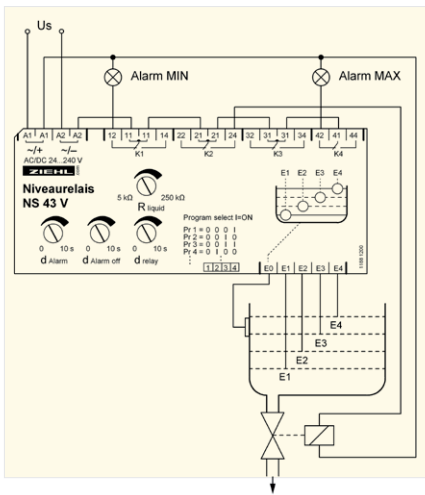 Us
Alarm MIN
Alarm MAX
A1 A1 A2 A2
12 11 11 14
22 21 21 24
32 31 31 34
42 41 44
~/+ ~/–
K1
K2
K3
K4
AC/DC 24...240 V
ZIEHL
Niveaurelais
NS 43 V
5 kΩ 250 kΩ
R liquid
E1 E2 E3 E4
0 10 s
d Alarm
0 10 s
d Alarm off
0 10 s
d relay
Program select I=ON
Pr 1 = 0 0 0 I
Pr 2 = 0 0 I 0
Pr 3 = 0 0 I I
Pr 4 = 0 I 0 0
1 2 3 4
E0 E1 E2 E3 E4
E4
E3
E2
E1